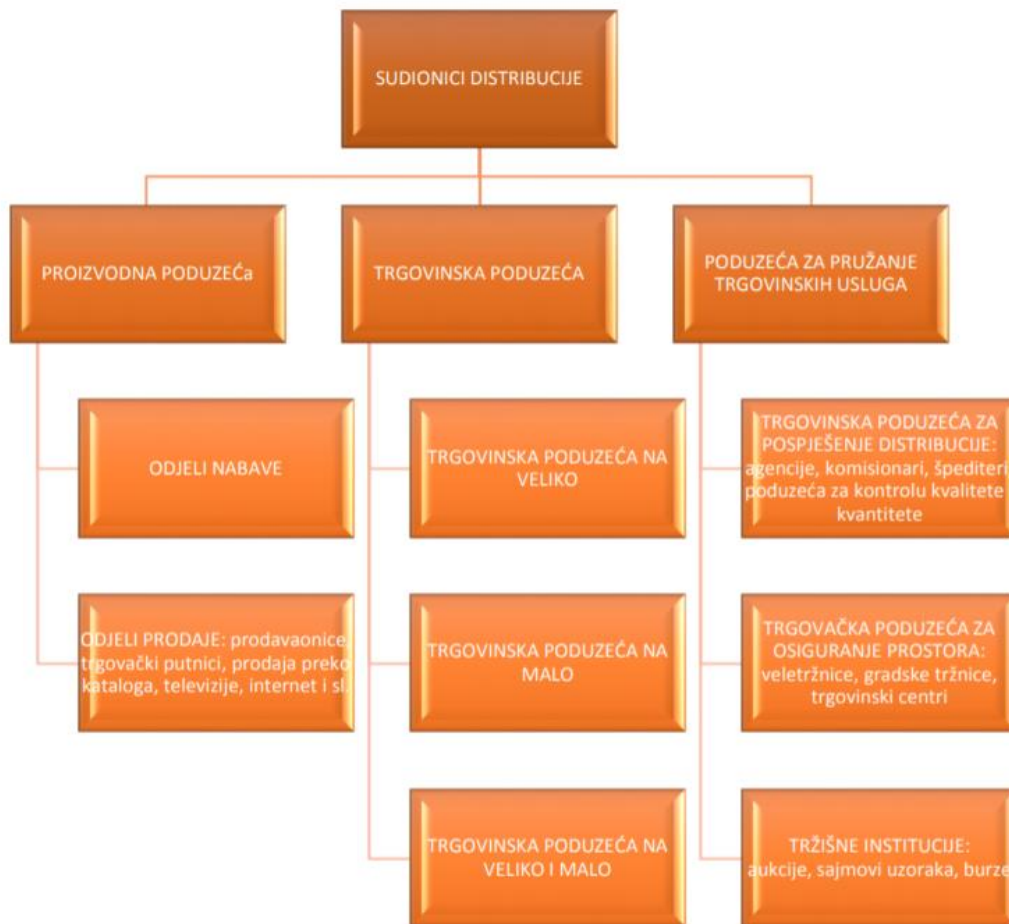 SUDIONICI DISTRIBUCIJE
PROIZVODNA PODUZEĆa
TRGOVINSKA PODUZEĆA
PODUZEĆA ZA PRUŽANJE
TRGOVINSKIH USLUGA
ODJELI NABAVE
TRGOVINSKA PODUZEĆA NA
VELIKO
TRGOVINSKA PODUZEĆA ZA
POSPJEŠENJE DISTRIBUCIJE:
agencije, komisionari, špediteri
poduzeća za kontrolu kvalitete
kvantitete
ODJELI PRODAJE: prodavaonice,
trgovački putnici, prodaja preko
kataloga, televizije, internet i sl.
TRGOVINSKA PODUZEĆA NA
MALO
TRGOVAČKA PODUZEĆA ZA
OSIGURANJE PROSTORA:
veletržnice, gradske tržnice,
trgovinski centri
TRGOVINSKA PODUZEĆA NA
VELIKO I MALO
TRŽIŠNE INSTITUCIJE:
aukcije, sajmovi uzoraka, burze